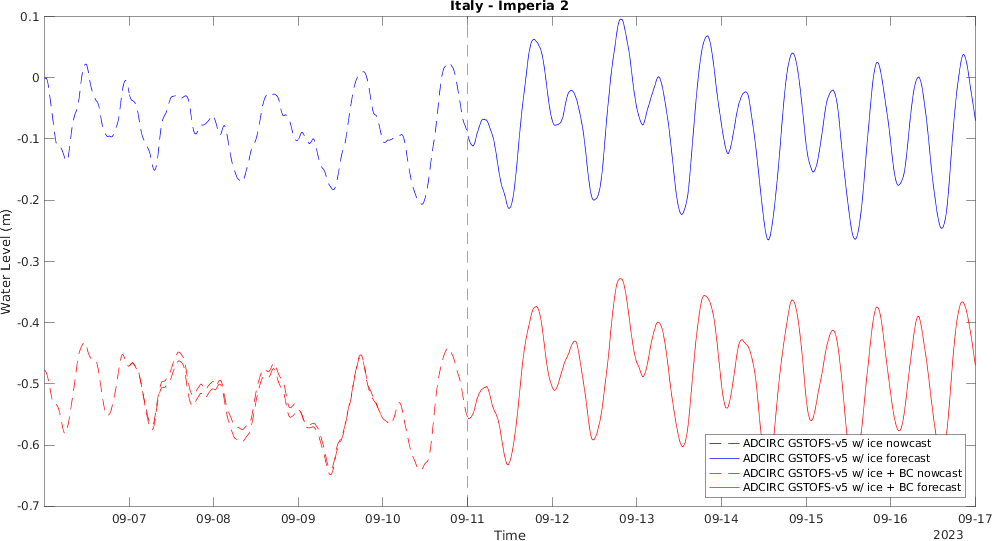 Italy - Imperia 2
0.1
0
-0.1
-0.2
-0.3
-0.4
-0.5
-0.6
-0.7
Water Level (m)
ADCIRC GSTOFS-v5 w/ ice nowcast
ADCIRC GSTOFS-v5 w/ ice forecast
ADCIRC GSTOFS-v5 w/ ice + BC nowcast
ADCIRC GSTOFS-v5 w/ ice + BC forecast
09-07 09-08 09-09 09-10 09-11 09-12 09-13 09-14 09-15 09-16 09-17
Time
2023